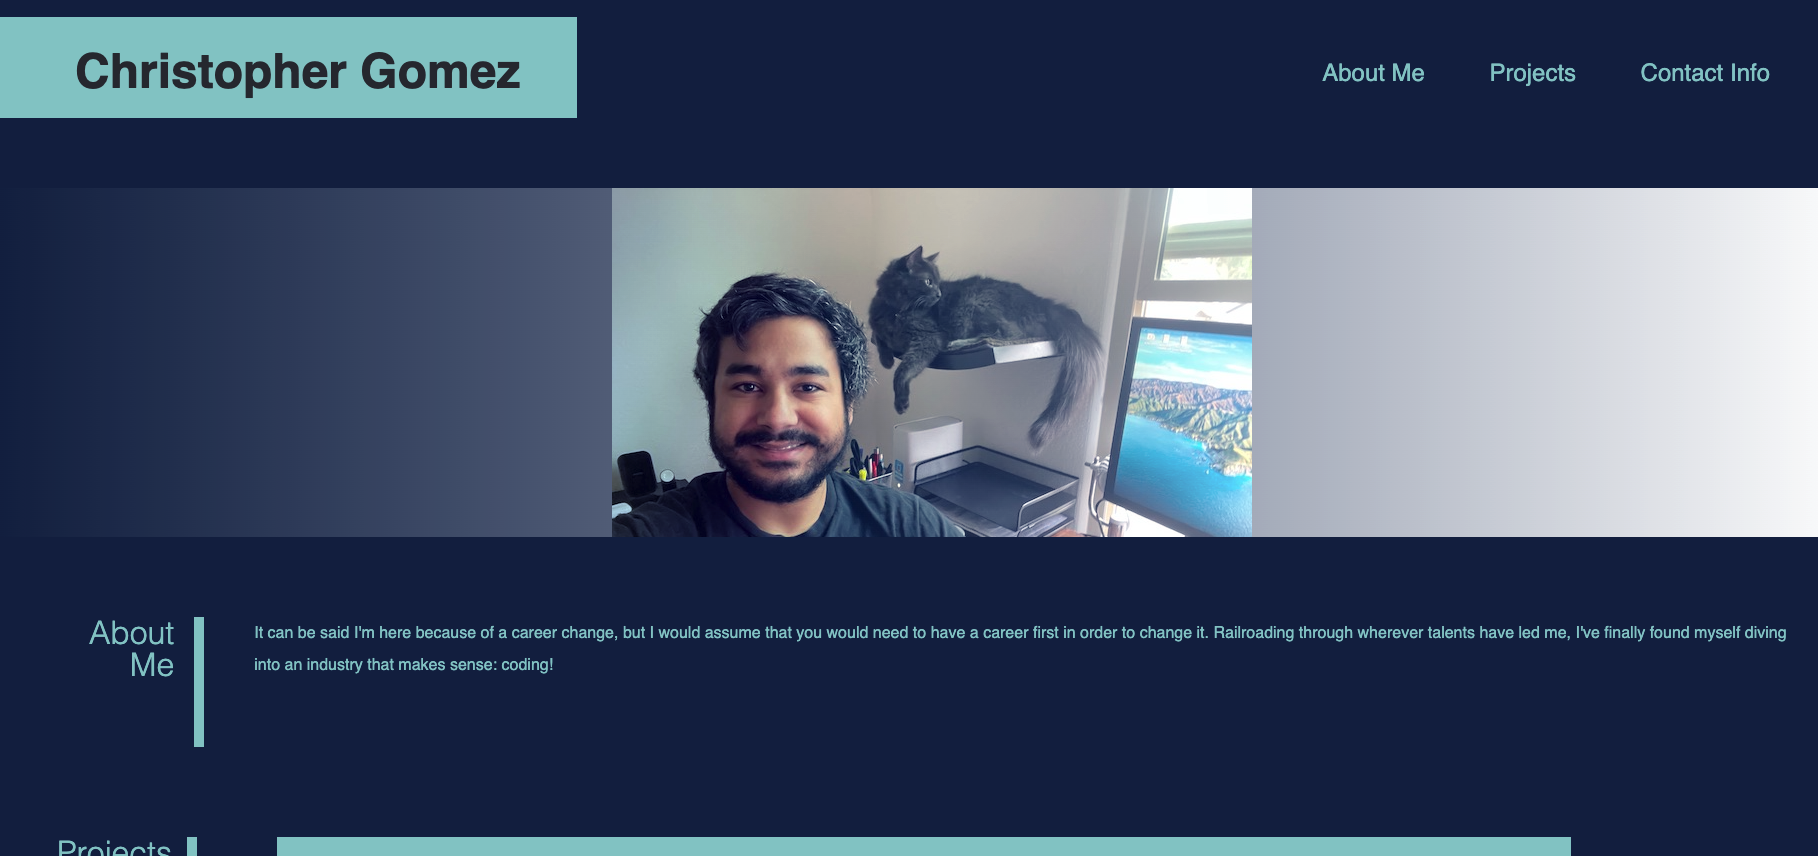 Christopher Gomez
About Me
Projects
Contact Info
About
Me
It can be said I'm here because of a career change, but I would assume that you would need to have a career first in order to change it. Railroading through wherever talents have led me, I've finally found myself diving
into an industry that makes sense: coding!
Projects